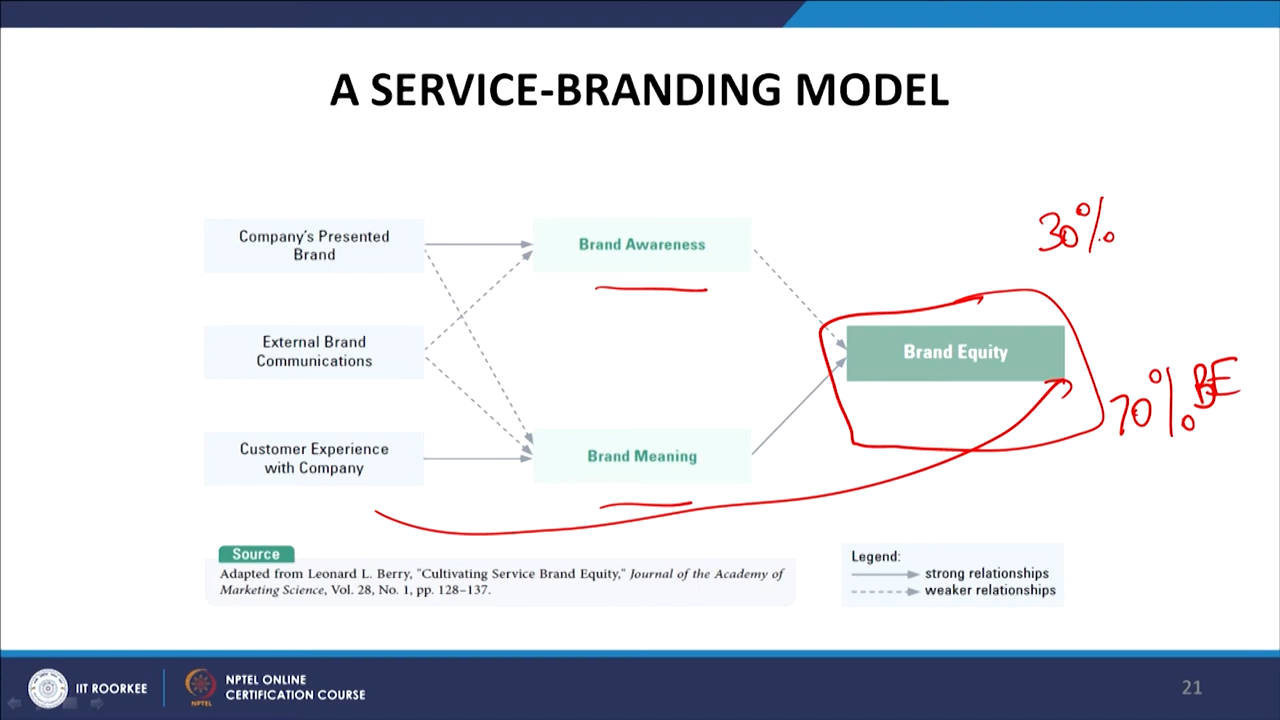 A SERVICE-BRANDING MODEL
30%
Company's Presented
Brand
Brand Awareness
External Brand
Communications
Brand Equity
70% BE
Customer Experience
with Company
Brand Meaning
Source
Adapted from Leonard L. Berry, "Cultivating Service Brand Equity," Journal of the Academy of
Marketing Science, Vol. 28, No. 1, pp. 128–137.
Legend:
strong relationships
weaker relationships
IIT ROORKEE
NPTEL
NPTEL ONLINE
CERTIFICATION COURSE
21